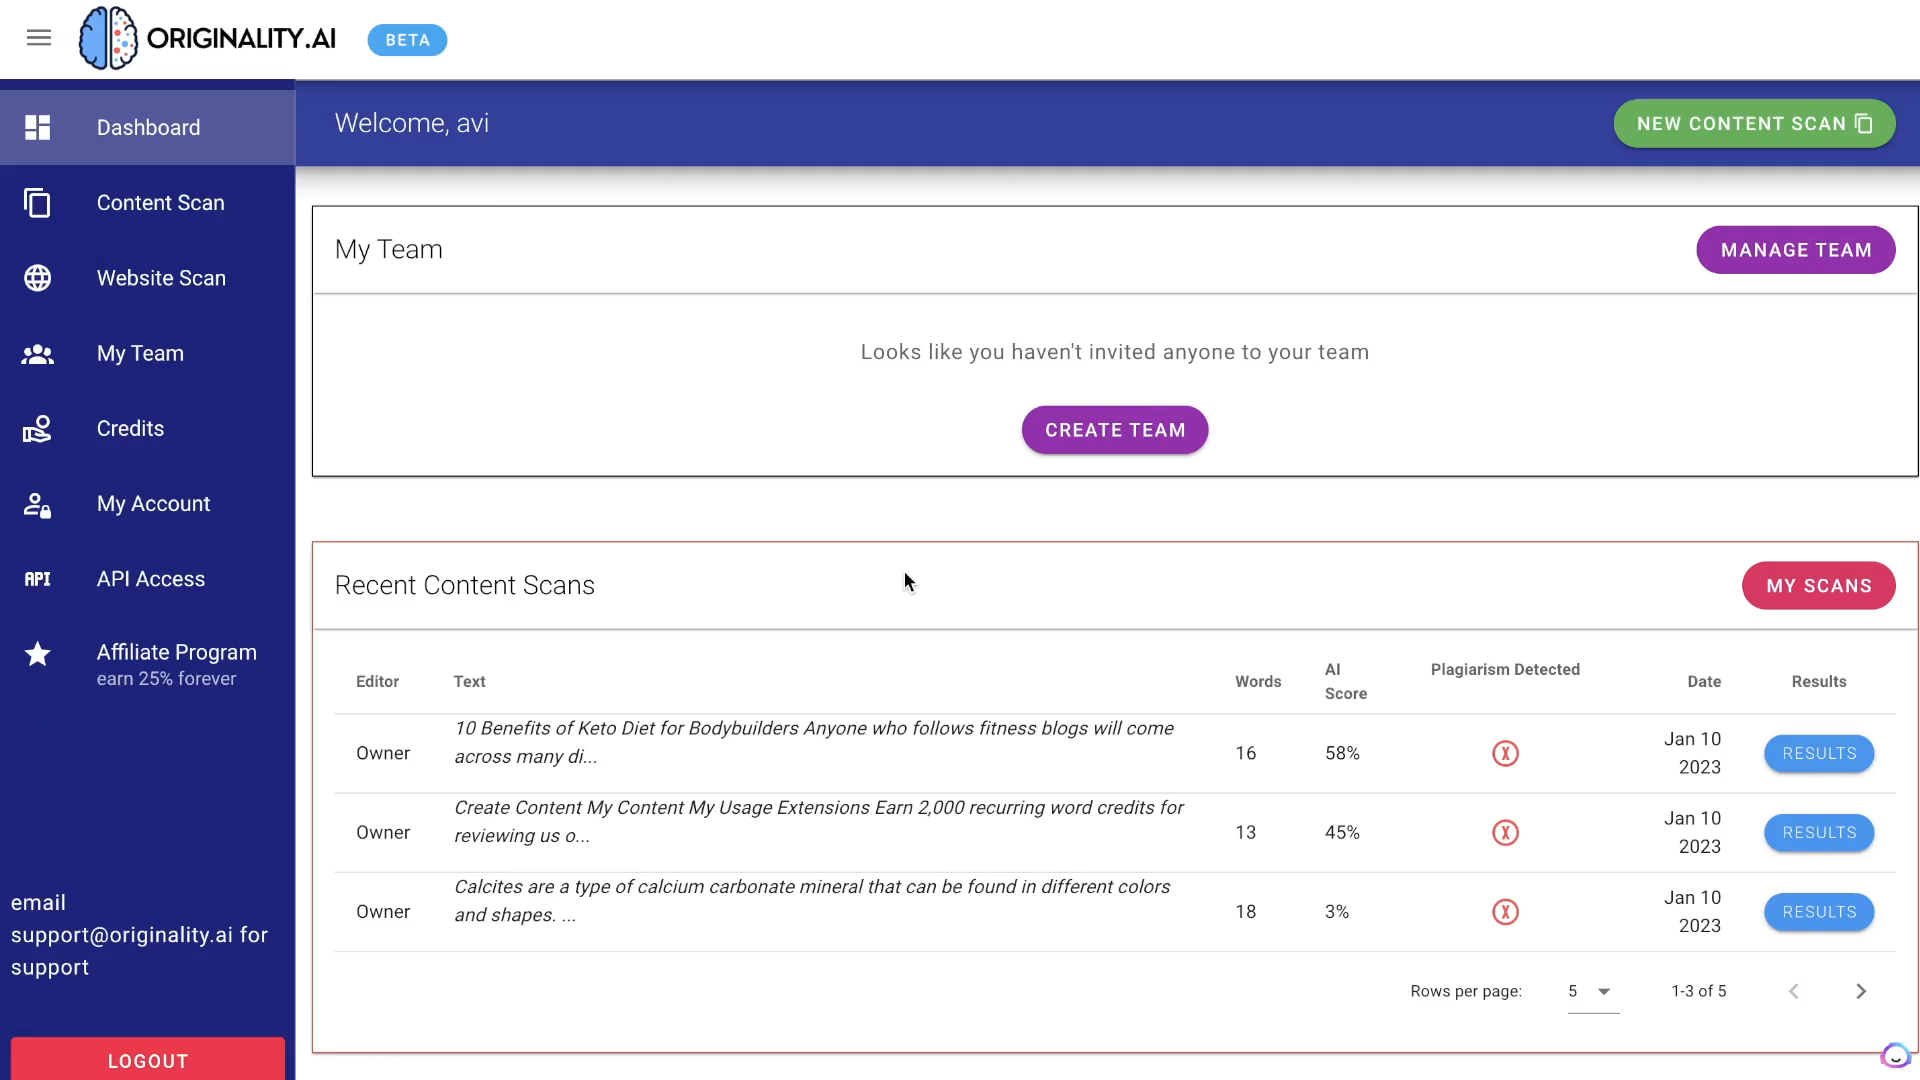 ORIGINALITY.AI
BETA
Dashboard
Content Scan
Website Scan
My Team
Credits
My Account
API
API Access
Affiliate Program
earn 25% forever
email
support@originality.ai for
support
LOGOUT
Welcome, avi
NEW CONTENT SCAN
My Team
MANAGE TEAM
Looks like you haven't invited anyone to your team
CREATE TEAM
Recent Content Scans
MY SCANS
Editor Text Words AI Score Plagiarism Detected Date Results
10 Benefits of Keto Diet for Bodybuilders Anyone who follows fitness blogs will come
across many di...
Owner 16 58% X Jan 10 2023 RESULTS
Create Content My Content My Usage Extensions Earn 2,000 recurring word credits for
reviewing us o...
Owner 13 45% X Jan 10 2023 RESULTS
Calcites are a type of calcium carbonate mineral that can be found in different colors
and shapes. ...
Owner 18 3% X Jan 10 2023 RESULTS
Rows per page: 5 1-3 of 5